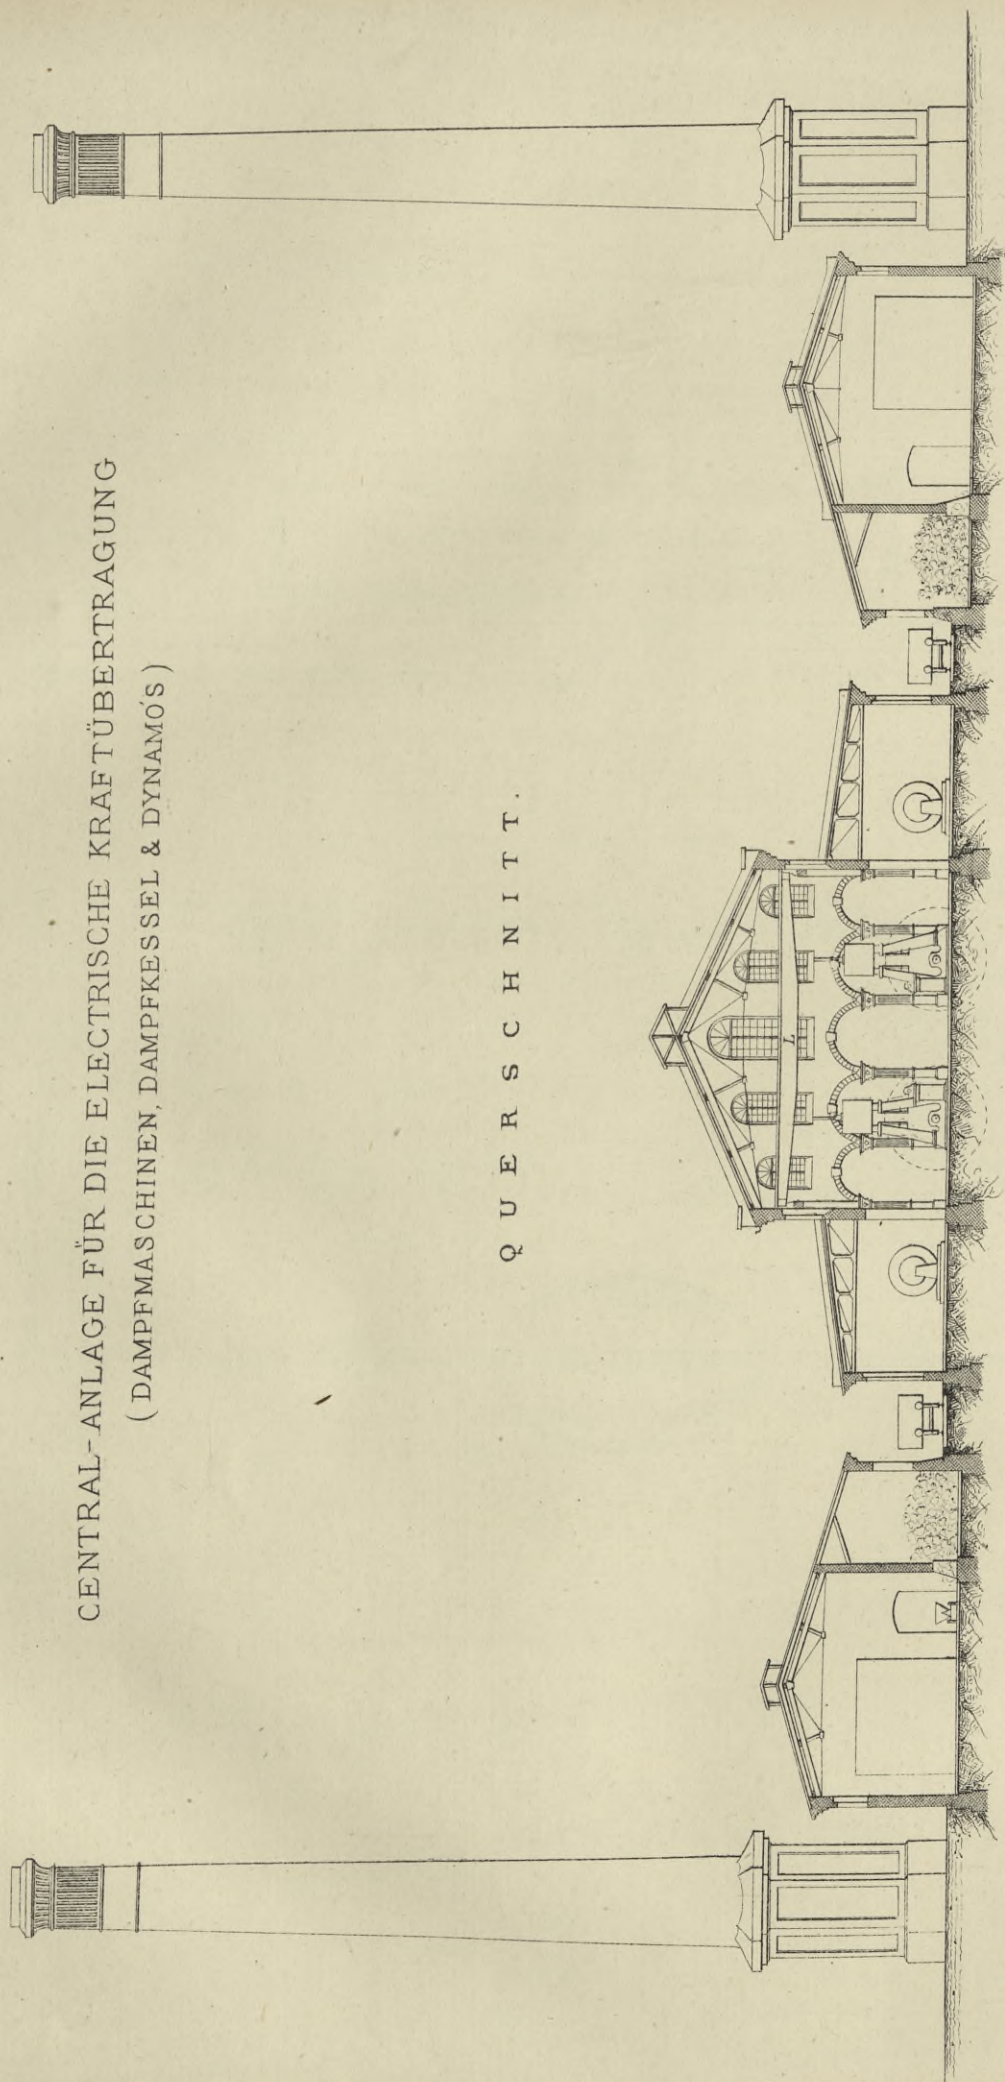 CENTRAL-ANLAGE FÜR DIE ELECTRISCHE KRAFTÜBERTRAGUNG
(DAMPFMASCHINEN, DAMPFKESSEL & DYNAMO'S)
QUERSCHNITT.
L